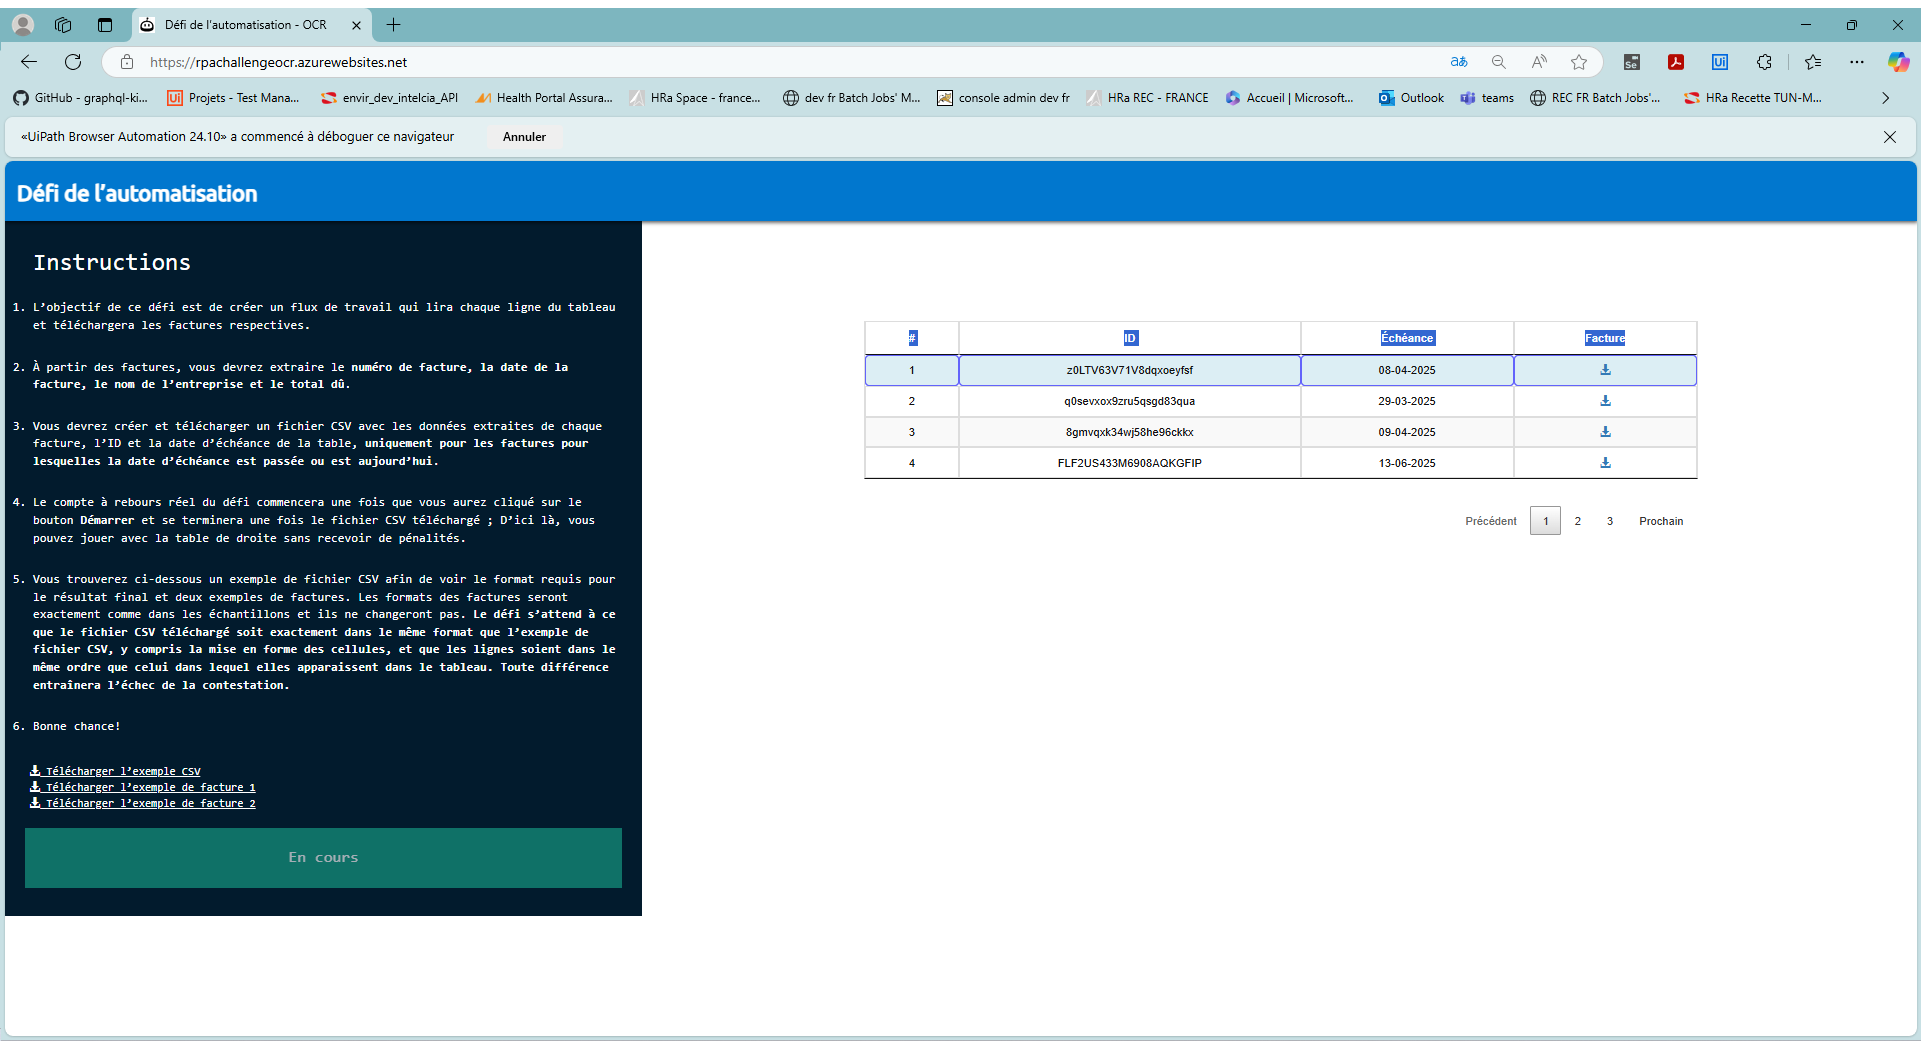 Défi de l'automatisation - OCR
https://rpachallengeocr.azurewebsites.net
GitHub - graphql-ki...
Projets - Test Mana...
envir_dev_intelcia_API
Health Portal Assura...
HRa Space - france...
dev fr Batch Jobs' M...
console admin dev fr
HRa REC - FRANCE
Accueil | Microsoft...
Outlook
teams
REC FR Batch Jobs'...
HRa Recette TUN-M...
«UiPath Browser Automation 24.10» a commencé à déboguer ce navigateur
Annuler
Défi de l’automatisation
Instructions
1. L’objectif de ce défi est de créer un flux de travail qui lira chaque ligne du tableau
et téléchargera les factures respectives.
2. À partir des factures, vous devrez extraire le numéro de facture, la date de la
facture, le nom de l’entreprise et le total dû.
3. Vous devrez créer et télécharger un fichier CSV avec les données extraites de chaque
facture, l’ID et la date d’échéance de la table, uniquement pour les factures pour
lesquelles la date d’échéance est passée ou est aujourd’hui.
4. Le compte à rebours réel du défi commencera une fois que vous aurez cliqué sur le
bouton Démarrer et se terminera une fois le fichier CSV téléchargé ; D’ici là, vous
pouvez jouer avec la table de droite sans recevoir de pénalités.
5. Vous trouverez ci-dessous un exemple de fichier CSV afin de voir le format requis pour
le résultat final et deux exemples de factures. Les formats des factures seront
exactement comme dans les échantillons et ils ne changeront pas. Le défi s’attend à ce
que le fichier CSV téléchargé soit exactement dans le même format que l’exemple de
fichier CSV, y compris la mise en forme des cellules, et que les lignes soient dans le
même ordre que celui dans lequel elles apparaissent dans le tableau. Toute différence
entraînera l’échec de la contestation.
6. Bonne chance!
Télécharger l’exemple CSV
Télécharger l’exemple de facture 1
Télécharger l’exemple de facture 2
En cours
# ID Échéance Facture
1 z0LTV63V71V8dqxoeyfsf 08-04-2025
2 q0sevxox9zru5qsgd83qua 29-03-2025
3 8gmvqxk34wj58he96ckkx 09-04-2025
4 FLF2US433M6908AQKGFIP 13-06-2025
Précédent 1 2 3 Prochain